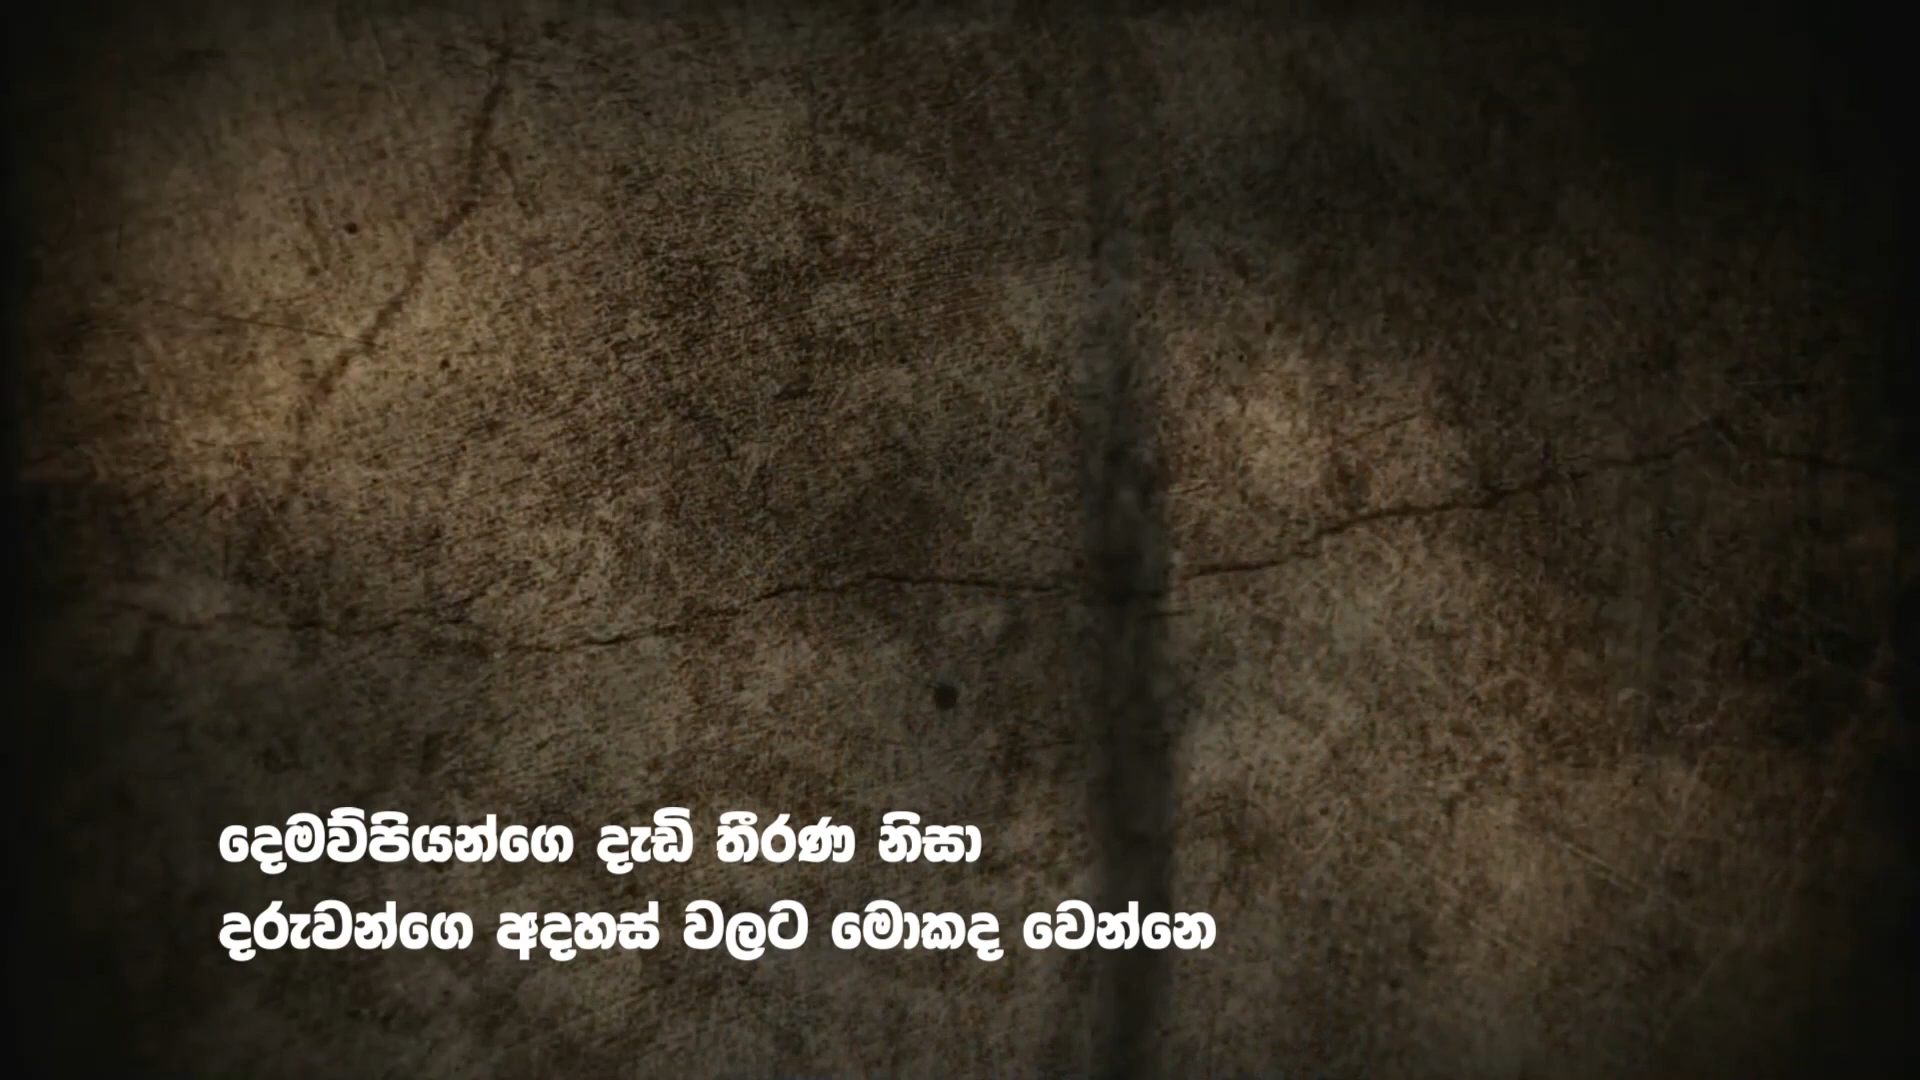 දෙමව්පියන්ගෙ දැඩි තීරණ නිසා
දරුවන්ගෙ අදහස් වලට මොකද වෙන්නෙ